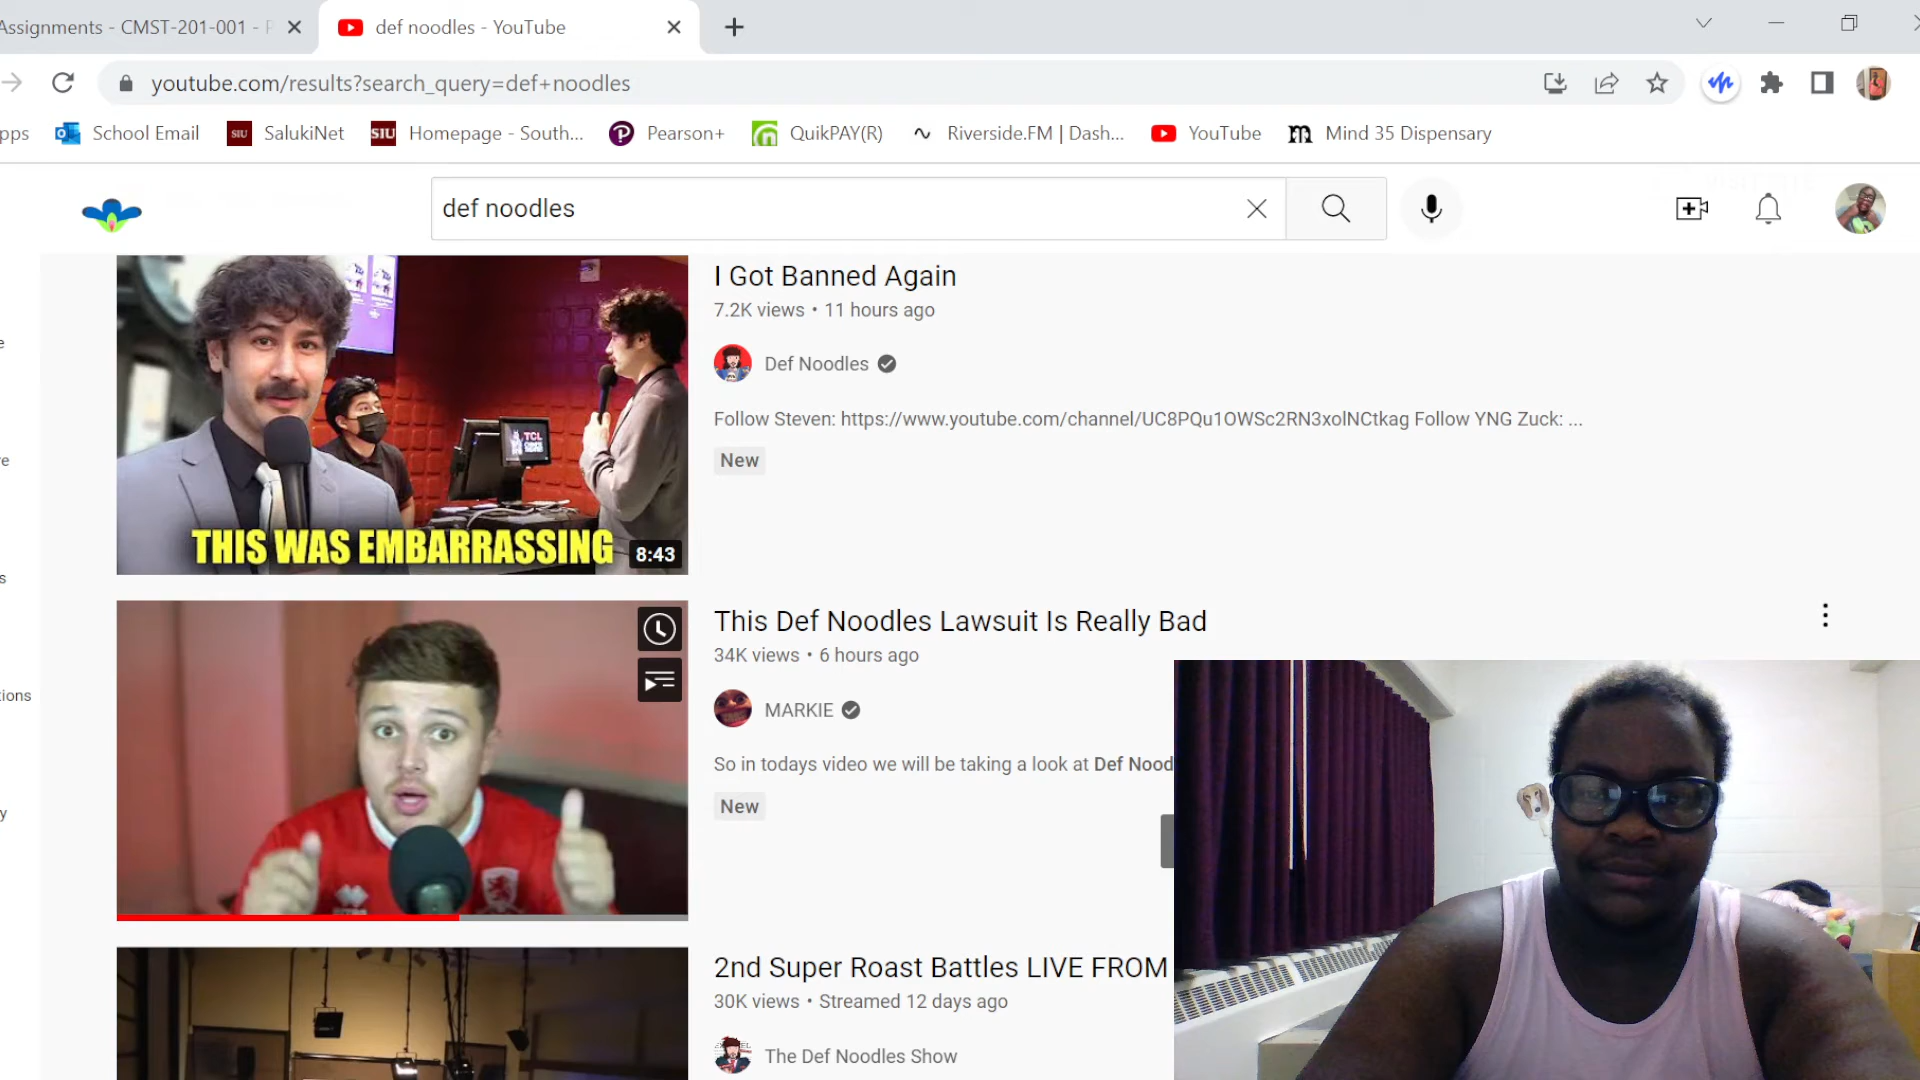 Assignments - CMST-201-001 -
def noodles - YouTube
youtube.com/results?search_query=def+noodles
pps
School Email
SIU
SalukiNet
SIU
Homepage - South...
Pearson+
QuikPAY(R)
Riverside.FM | Dash...
YouTube
Mind 35 Dispensary
def noodles
I Got Banned Again
7.2K views • 11 hours ago
Def Noodles
Follow Steven: https://www.youtube.com/channel/UC8PQu1OWSc2RN3xolNCtkag Follow YNG Zuck: ...
New
TCL
THIS WAS EMBARRASSING
8:43
This Def Noodles Lawsuit Is Really Bad
34K views • 6 hours ago
MARKIE
So in todays video we will be taking a look at Def Nood
New
tions
2nd Super Roast Battles LIVE FROM
30K views • Streamed 12 days ago
The Def Noodles Show